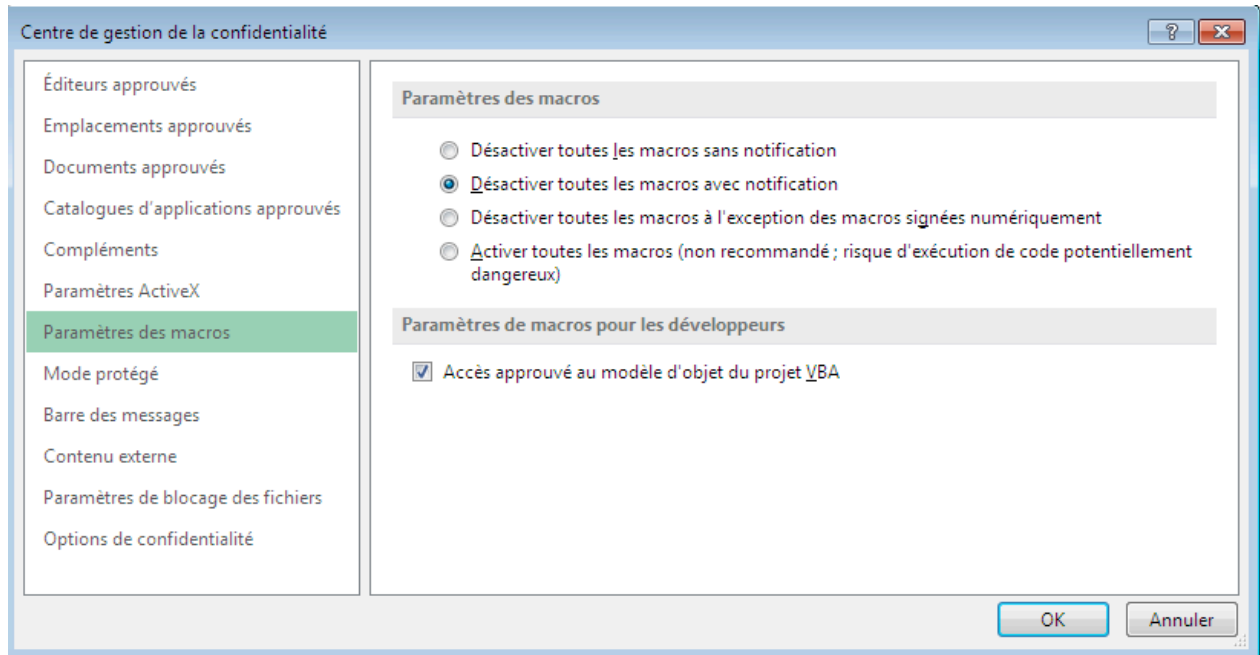 Centre de gestion de la confidentialité
Éditeurs approuvés
Emplacements approuvés
Documents approuvés
Catalogues d'applications approuvés
Compléments
Paramètres ActiveX
Paramètres des macros
Mode protégé
Barre des messages
Contenu externe
Paramètres de blocage des fichiers
Options de confidentialité
Paramètres des macros
Désactiver toutes les macros sans notification
Désactiver toutes les macros avec notification
Désactiver toutes les macros à l'exception des macros signées numériquement
Activer toutes les macros (non recommandé ; risque d'exécution de code potentiellement
dangereux)
Paramètres de macros pour les développeurs
Accès approuvé au modèle d'objet du projet VBA
OK
Annuler